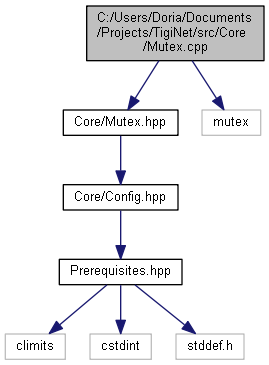 C:/Users/Doria/Documents
/Projects/TigiNet/src/Core
/Mutex.cpp
Core/Mutex.hpp
mutex
Core/Config.hpp
Prerequisites.hpp
climits
cstdint
stddef.h